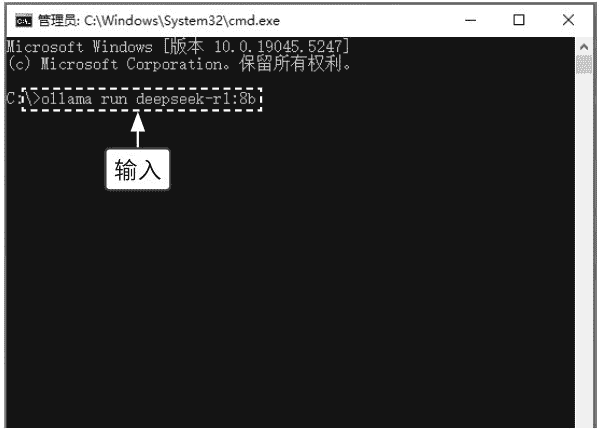 管理员: C:\Windows\System32\cmd.exe
Microsoft Windows [版本 10.0.19045.5247]
(c) Microsoft Corporation。保留所有权利。
C:\>ollama run deepseek-r1:8b
输入